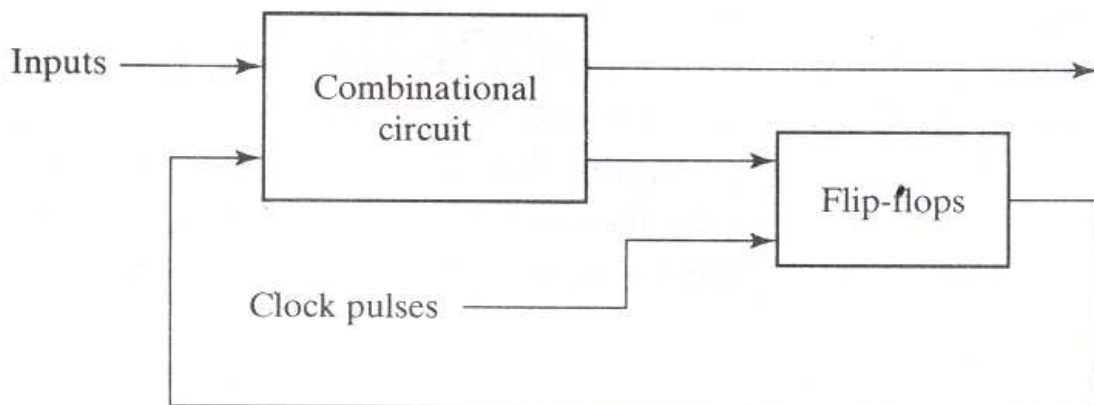 Inputs
Combinational
circuit
Flip-flops
Clock pulses